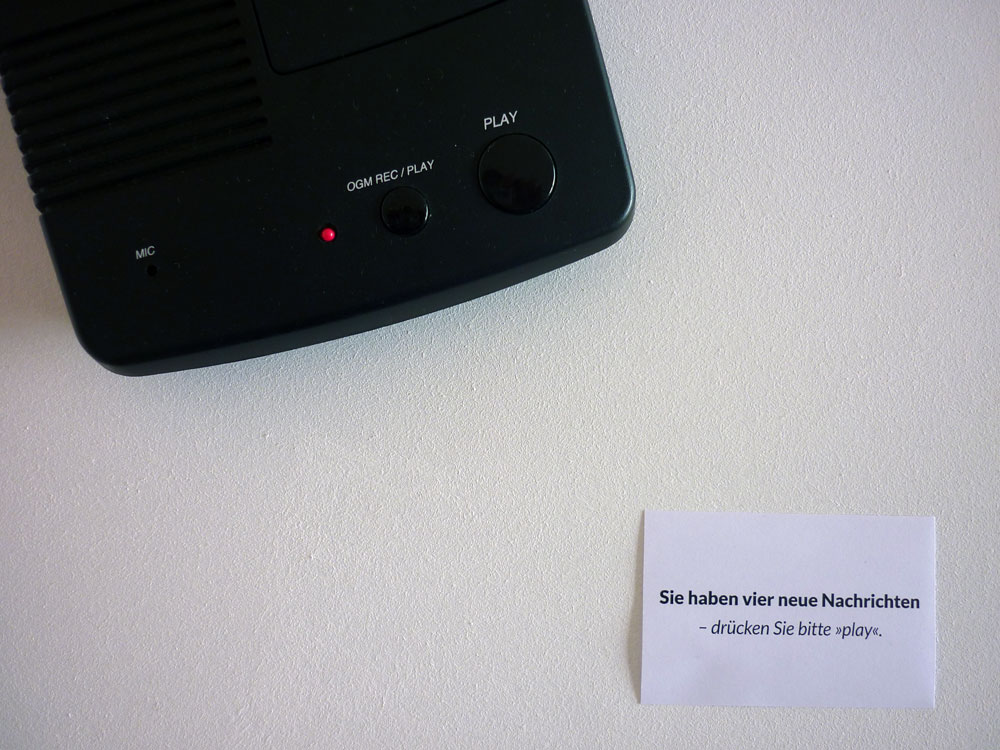 PLAY
OGM REC / PLAY
MIC
Sie haben vier neue Nachrichten
– drücken Sie bitte »play«.